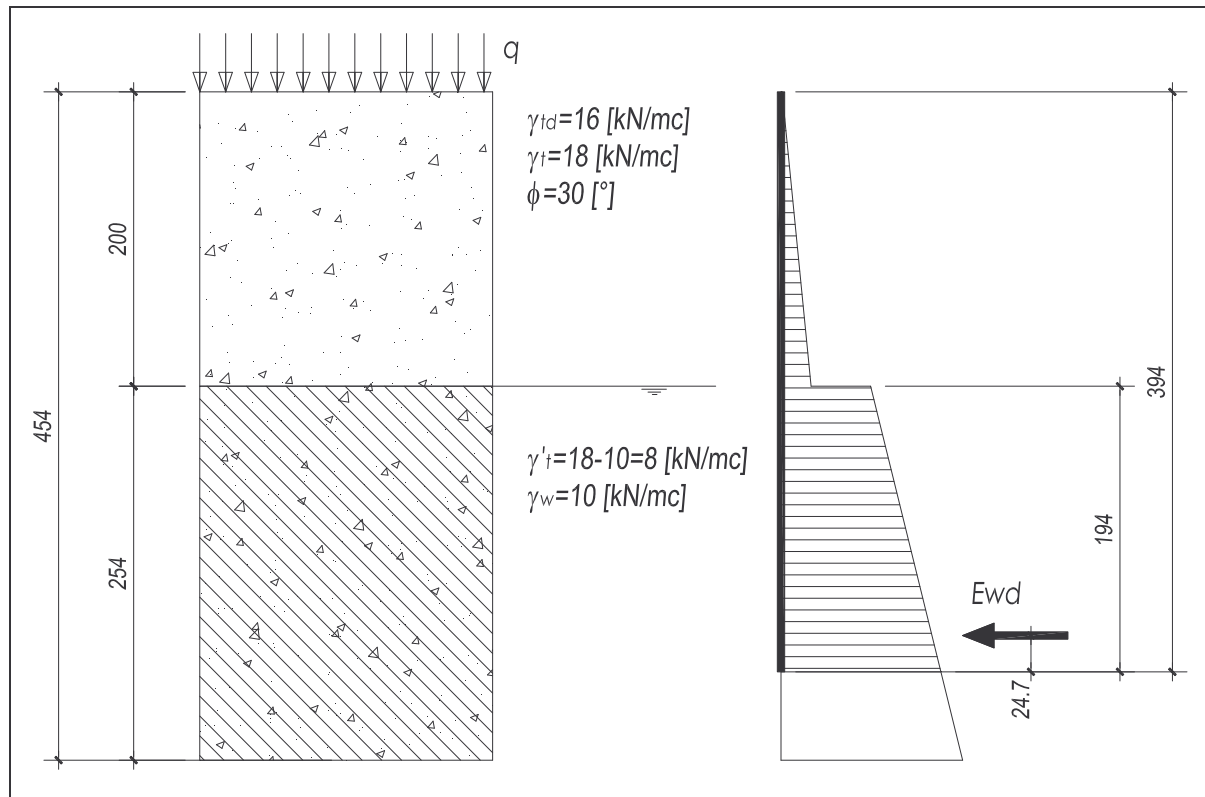 q
γtd=16 [kN/mc]
γt=18 [kN/mc]
ϕ=30 [°]
200
454
394
γ't=18-10=8 [kN/mc]
γw=10 [kN/mc]
254
194
Ewd
24.7